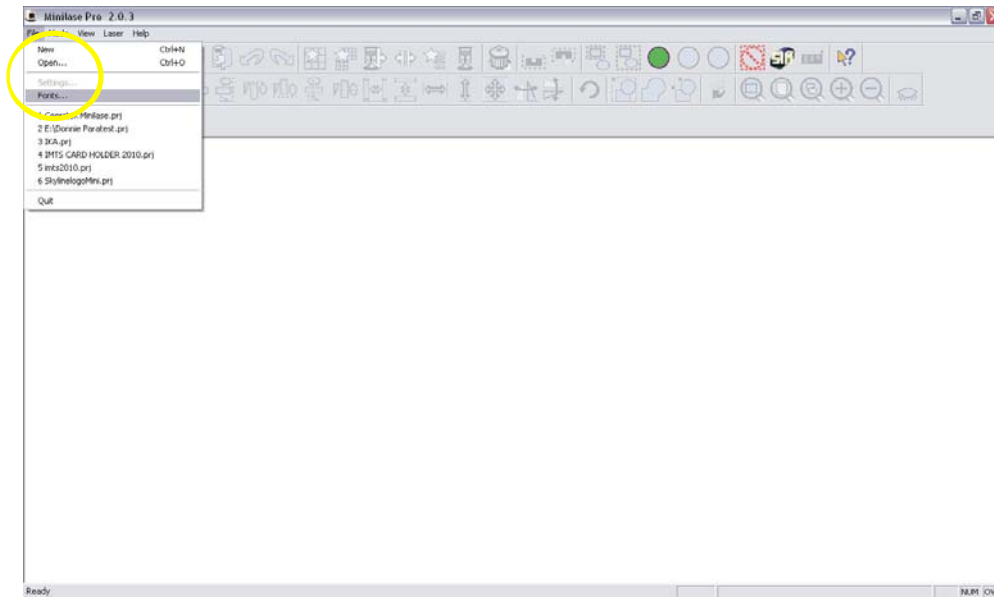 Minilase Pro 2.0.3
File Mode View Laser Help
New Ctrl+N
Open... Ctrl+O
Settings...
Fonts...
Minilase.prj
2 E:\Donnie Paratest.prj
3 IKA.prj
4 IMTS CARD HOLDER 2010.prj
5 imts2010.prj
6 SkylinelogoMini.prj
Quit
Ready NUM